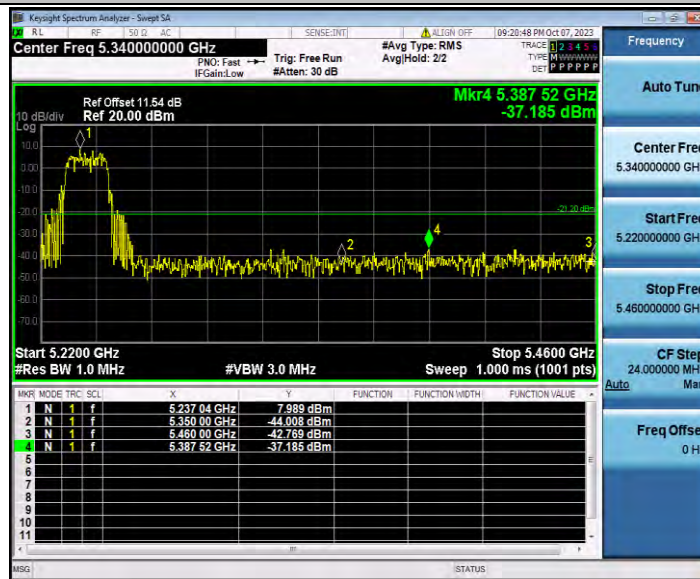 Keysight Spectrum Analyzer - Swept SA
RL RF 50 Ω AC SENSE:INT ALIGN OFF 09:20:48 PM Oct 07, 2023
Center Freq 5.340000000 GHz
PNO: Fast
IFGain:Low
Trig: Free Run
#Atten: 30 dB
#Avg Type: RMS
Avg|Hold: 2/2
TRACE 1 2 3 4 5 6
TYPE M
DET P P P P P P
Frequency
Auto Tune
Center Freq
5.340000000 GHz
Start Freq
5.220000000 GHz
Stop Freq
5.460000000 GHz
CF Step
24.000000 MHz
Auto Man
Freq Offset
0 Hz
Ref Offset 11.54 dB
10 dB/div Ref 20.00 dBm
Log
Mkr4 5.387 52 GHz
-37.185 dBm
10.0
0.00
-10.0
-20.0
-30.0
-40.0
-50.0
-60.0
-70.0
-21.20 dBm
1
2
4
3
Start 5.2200 GHz Stop 5.4600 GHz
#Res BW 1.0 MHz #VBW 3.0 MHz Sweep 1.000 ms (1001 pts)
MKR MODE TRC SCL X Y FUNCTION FUNCTION WIDTH FUNCTION VALUE
1 N 1 f 5.237 04 GHz 7.989 dBm
2 N 1 f 5.350 00 GHz -44.008 dBm
3 N 1 f 5.460 00 GHz -42.769 dBm
4 N 1 f 5.387 52 GHz -37.185 dBm
5
6
7
8
9
10
11
MSG STATUS